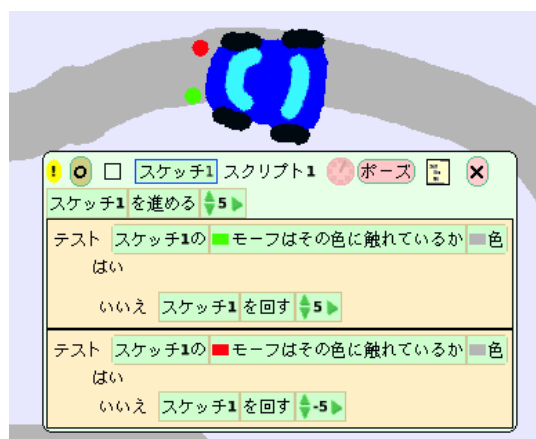 ! スケッチ1 スクリプト1 ポーズ
スケッチ1 を進める 5
テスト スケッチ1の モーフはその色に触れているか 色
はい
いいえ スケッチ1 を回す 5
テスト スケッチ1の モーフはその色に触れているか 色
はい
いいえ スケッチ1 を回す -5